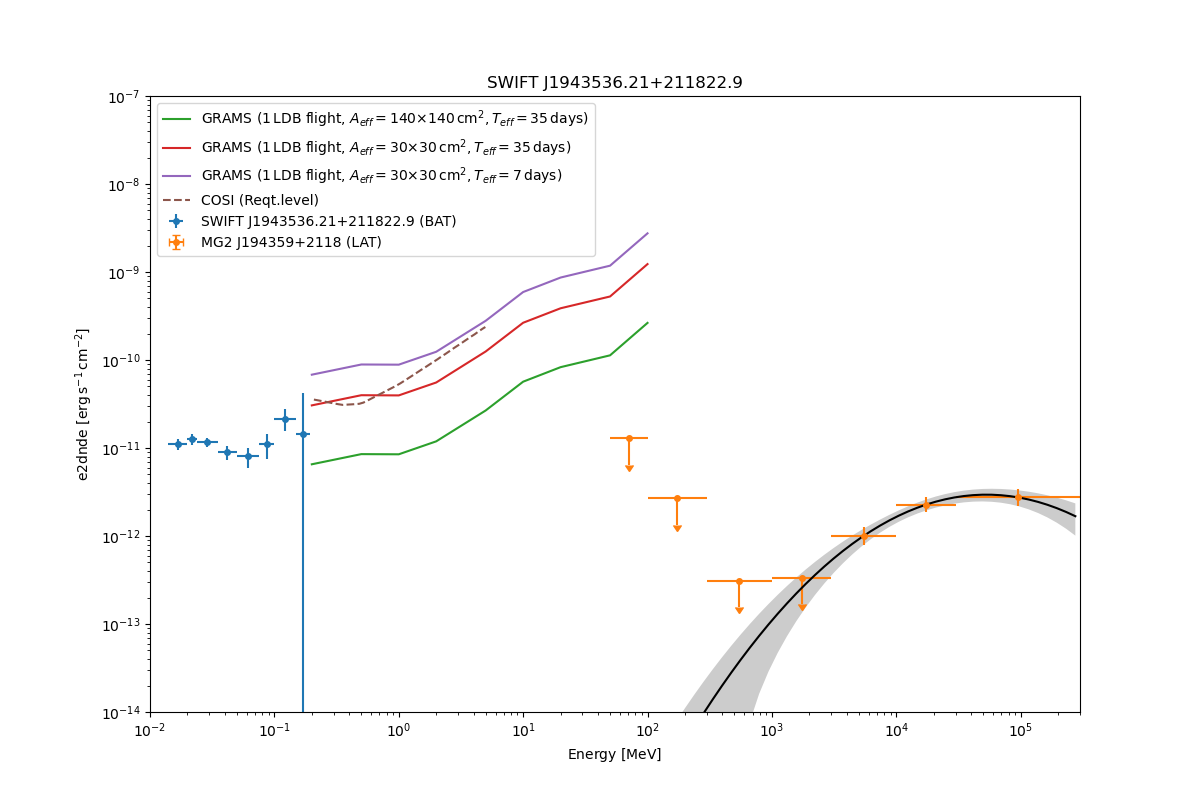 SWIFT J1943536.21+211822.9
GRAMS (1 LDB flight, A_eff = 140×140 cm², T_eff = 35 days)
GRAMS (1 LDB flight, A_eff = 30×30 cm², T_eff = 35 days)
GRAMS (1 LDB flight, A_eff = 30×30 cm², T_eff = 7 days)
COSI (Reqt.level)
SWIFT J1943536.21+211822.9 (BAT)
MG2 J194359+2118 (LAT)
e2dnde [erg s⁻¹ cm⁻²]
10⁻⁷
10⁻⁸
10⁻⁹
10⁻¹⁰
10⁻¹¹
10⁻¹²
10⁻¹³
10⁻¹⁴
10⁻² 10⁻¹ 10⁰ 10¹ 10² 10³ 10⁴ 10⁵
Energy [MeV]